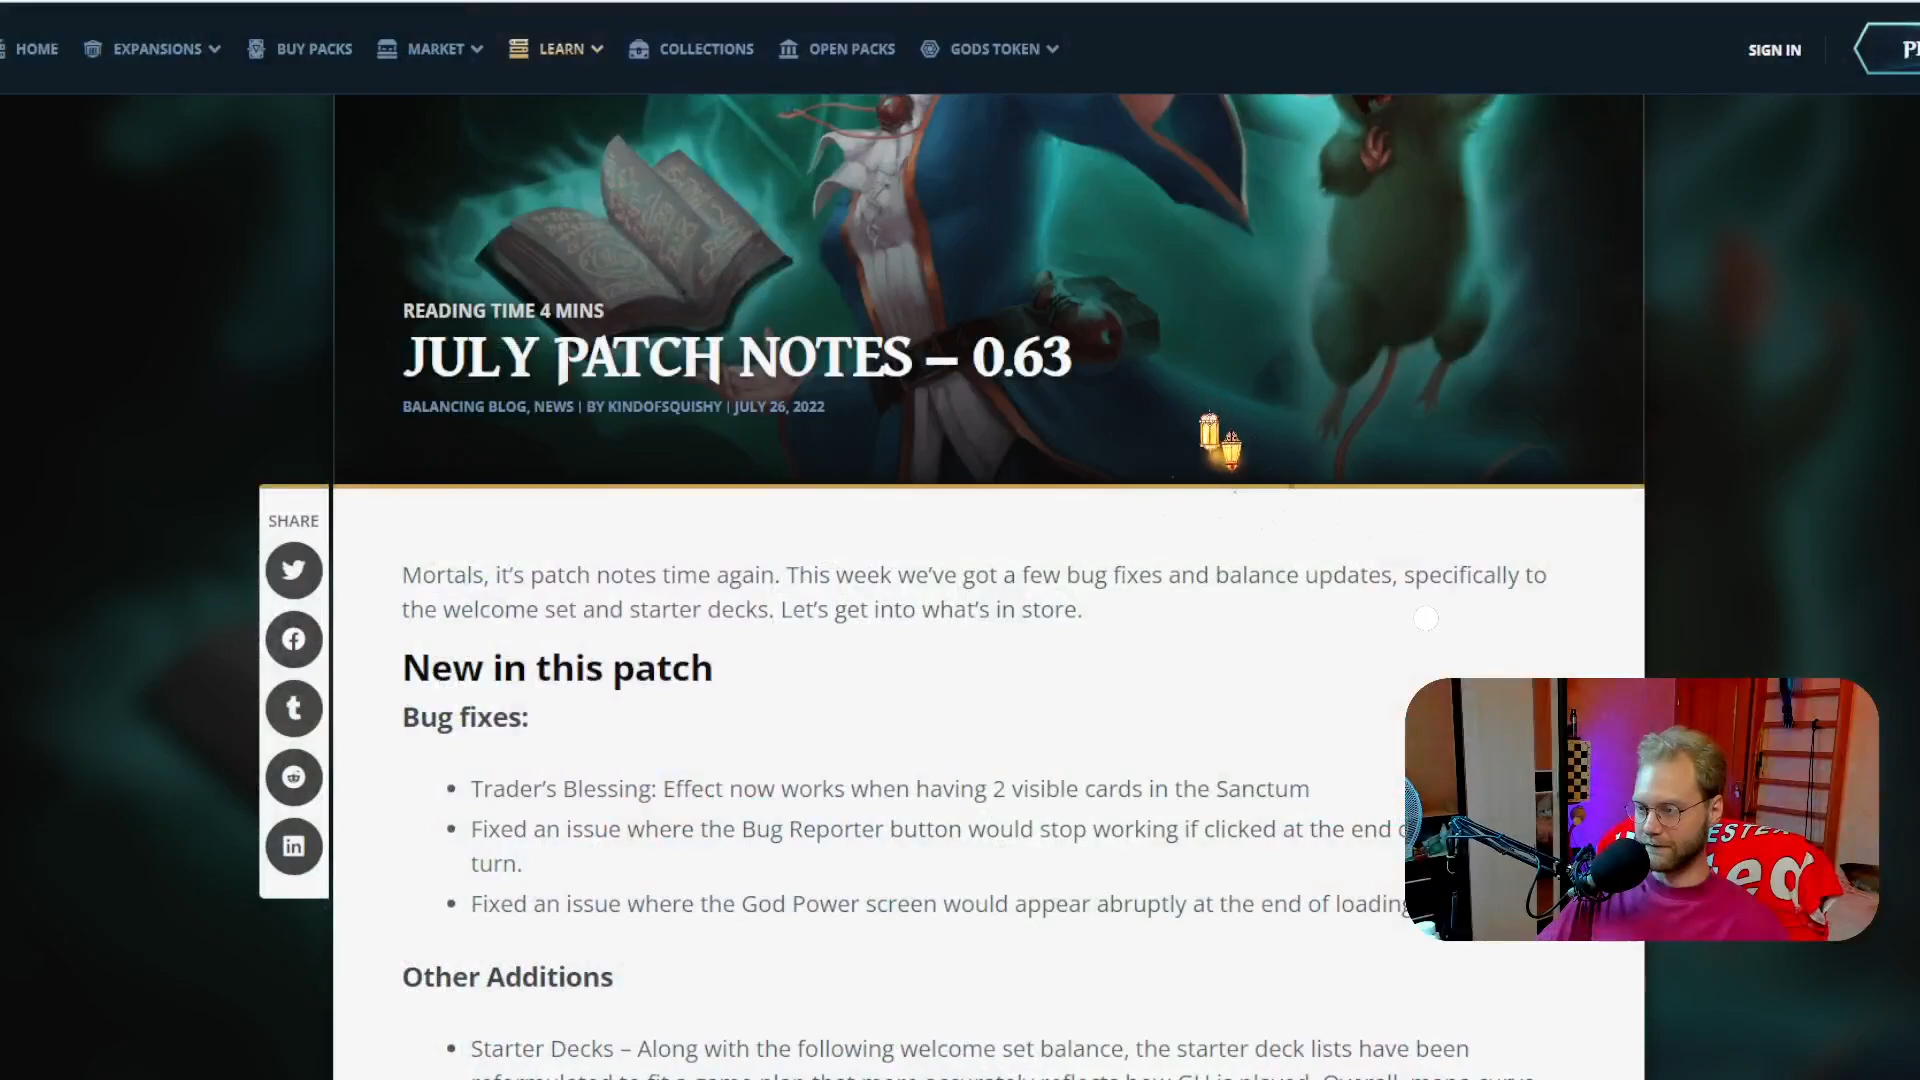 HOME EXPANSIONS BUY PACKS MARKET LEARN COLLECTIONS OPEN PACKS GODS TOKEN SIGN IN
READING TIME 4 MINS
JULY PATCH NOTES – 0.63
BALANCING BLOG, NEWS | BY KINDOFSQUISHY | JULY 26, 2022
SHARE
Mortals, it's patch notes time again. This week we've got a few bug fixes and balance updates, specifically to
the welcome set and starter decks. Let's get into what's in store.
New in this patch
Bug fixes:
Trader's Blessing: Effect now works when having 2 visible cards in the Sanctum
Fixed an issue where the Bug Reporter button would stop working if clicked at the end
turn.
Fixed an issue where the God Power screen would appear abruptly at the end of loading
Other Additions
Starter Decks – Along with the following welcome set balance, the starter deck lists have been